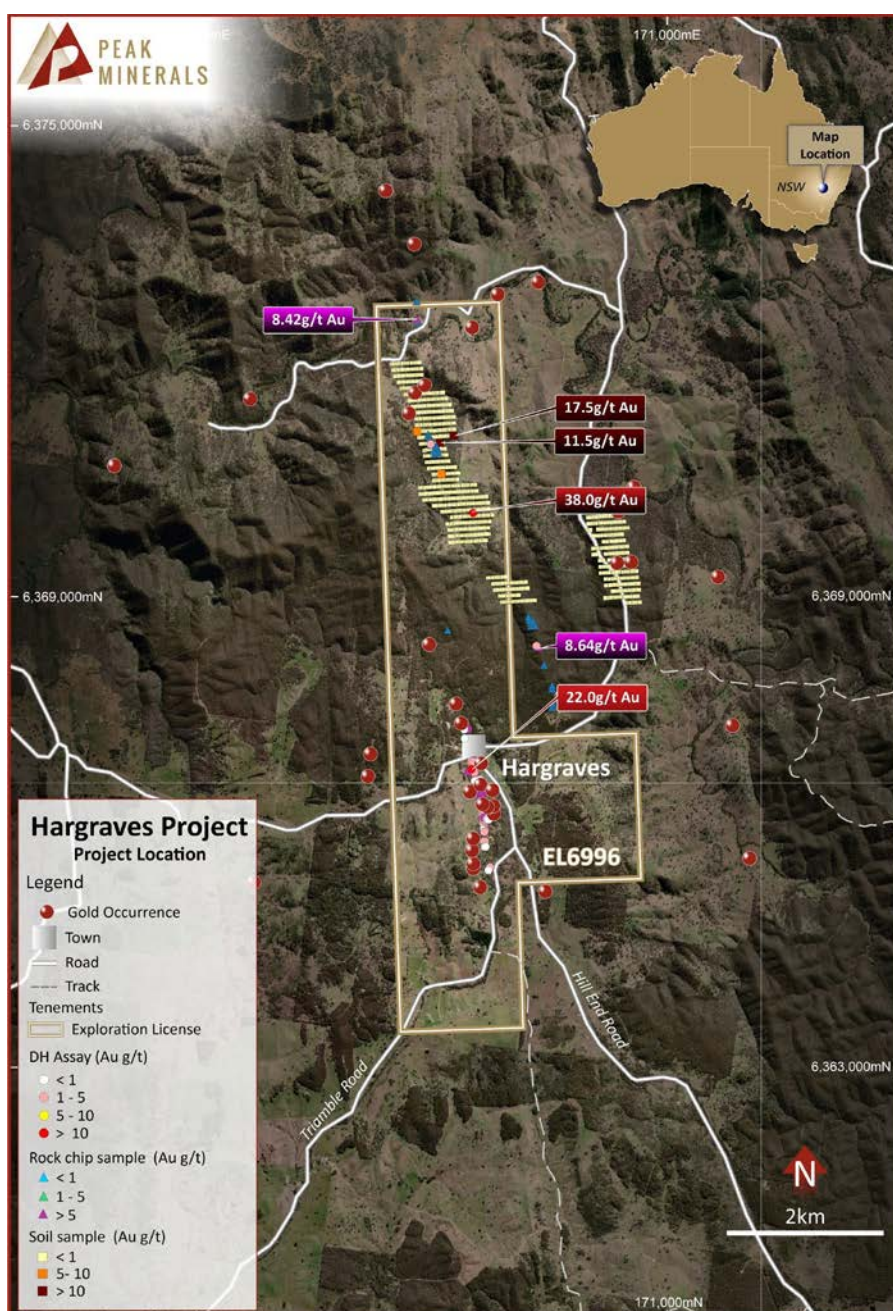 PEAK
MINERALS
mE
171,000mE
6,375,000mN
Map
Location
NSW
8.42g/t Au
17.5g/t Au
11.5g/t Au
38.0g/t Au
6,369,000mN
6,369,000mN
8.64g/t Au
22.0g/t Au
Hargraves
EL6996
Hargraves Project
Project Location
Legend
Gold Occurrence
Town
Road
Track
Tenements
Exploration License
DH Assay (Au g/t)
< 1
1 - 5
5 - 10
> 10
Rock chip sample (Au g/t)
< 1
1 - 5
> 5
Soil sample (Au g/t)
< 1
5- 10
> 10
Triamble Road
Hill End Road
6,363,000mN
N
2km
171,000mN